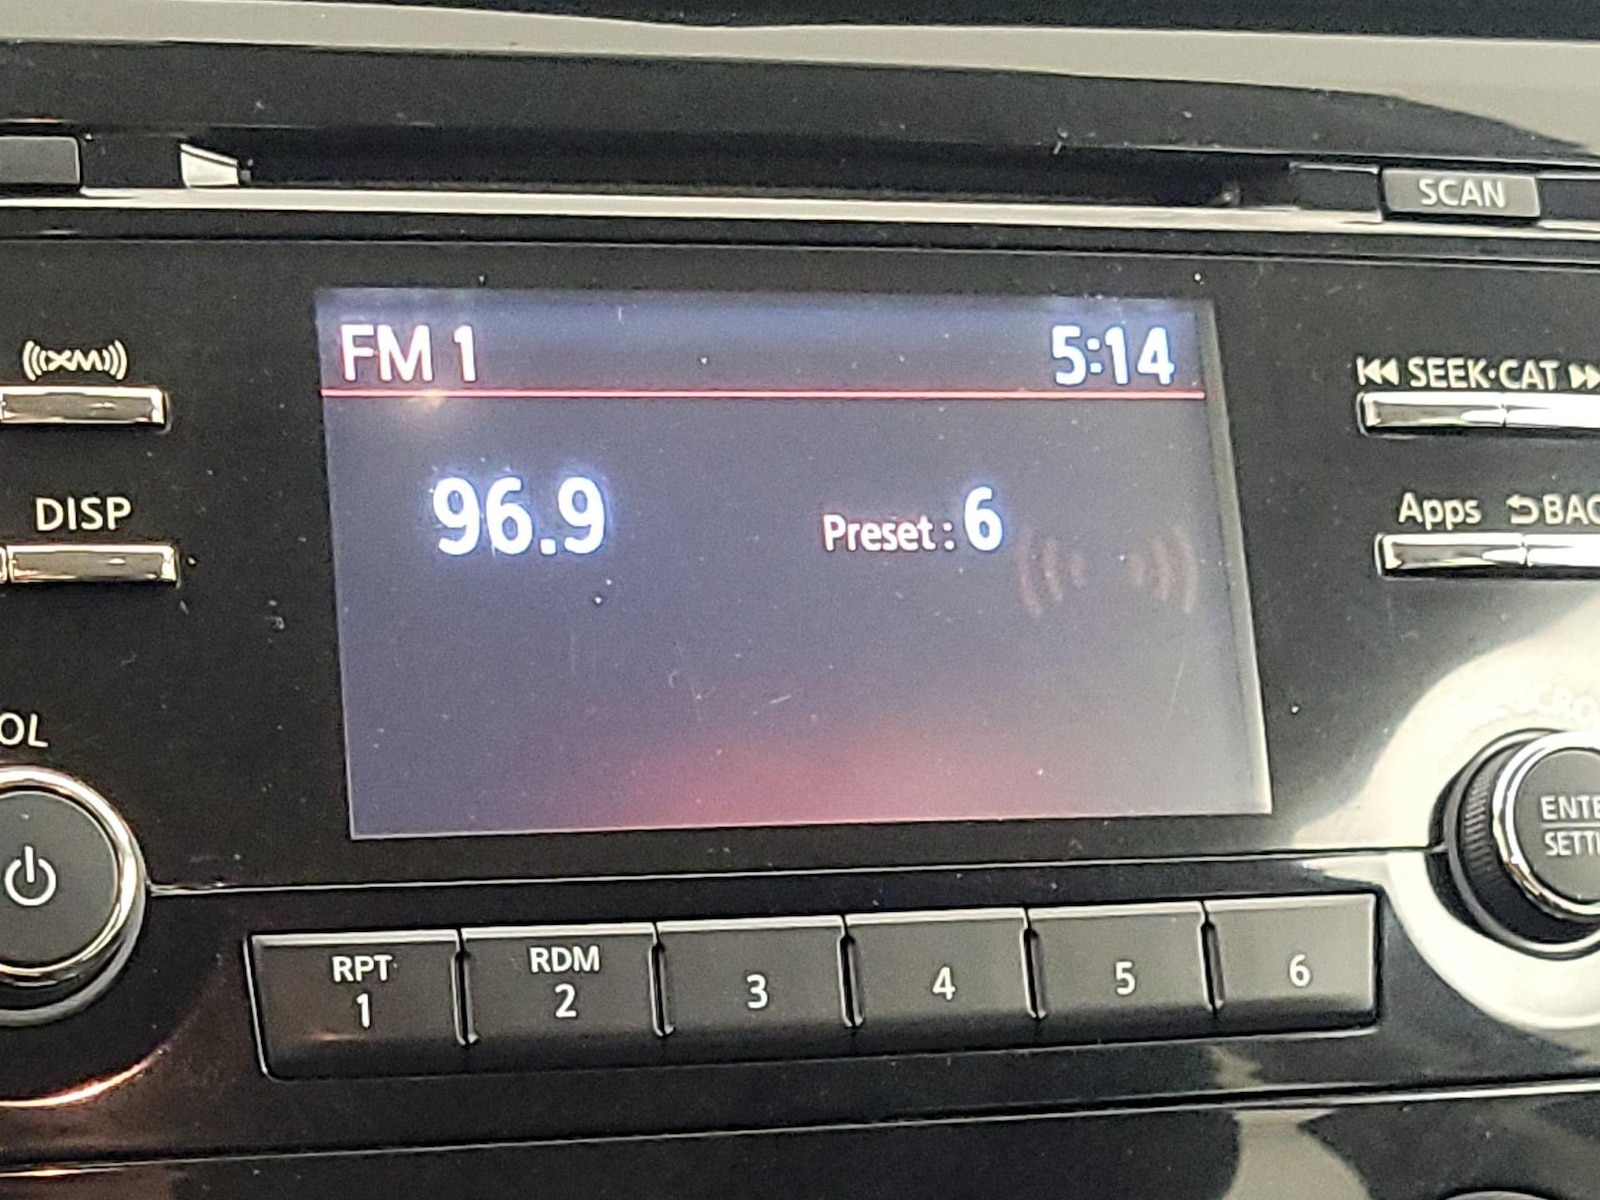 SCAN
XM
FM 1 5:14
SEEK·CAT
96.9 Preset : 6
DISP
Apps
OL
RPT RDM
1 2 3 4 5 6